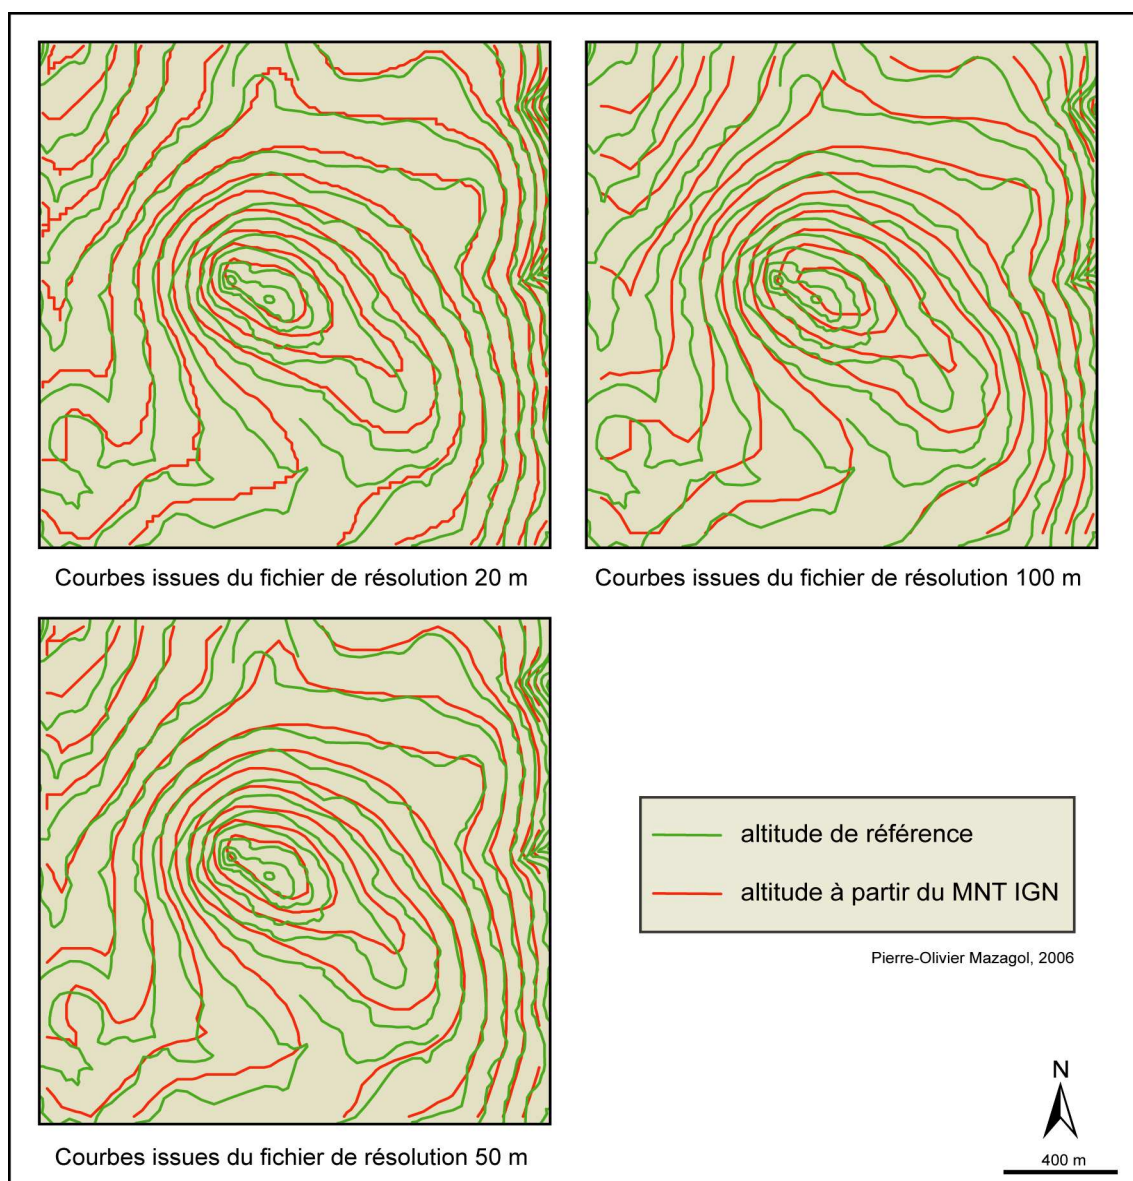 Courbes issues du fichier de résolution 20 m
Courbes issues du fichier de résolution 100 m
Courbes issues du fichier de résolution 50 m
altitude de référence
altitude à partir du MNT IGN
Pierre-Olivier Mazagol, 2006
N
400 m